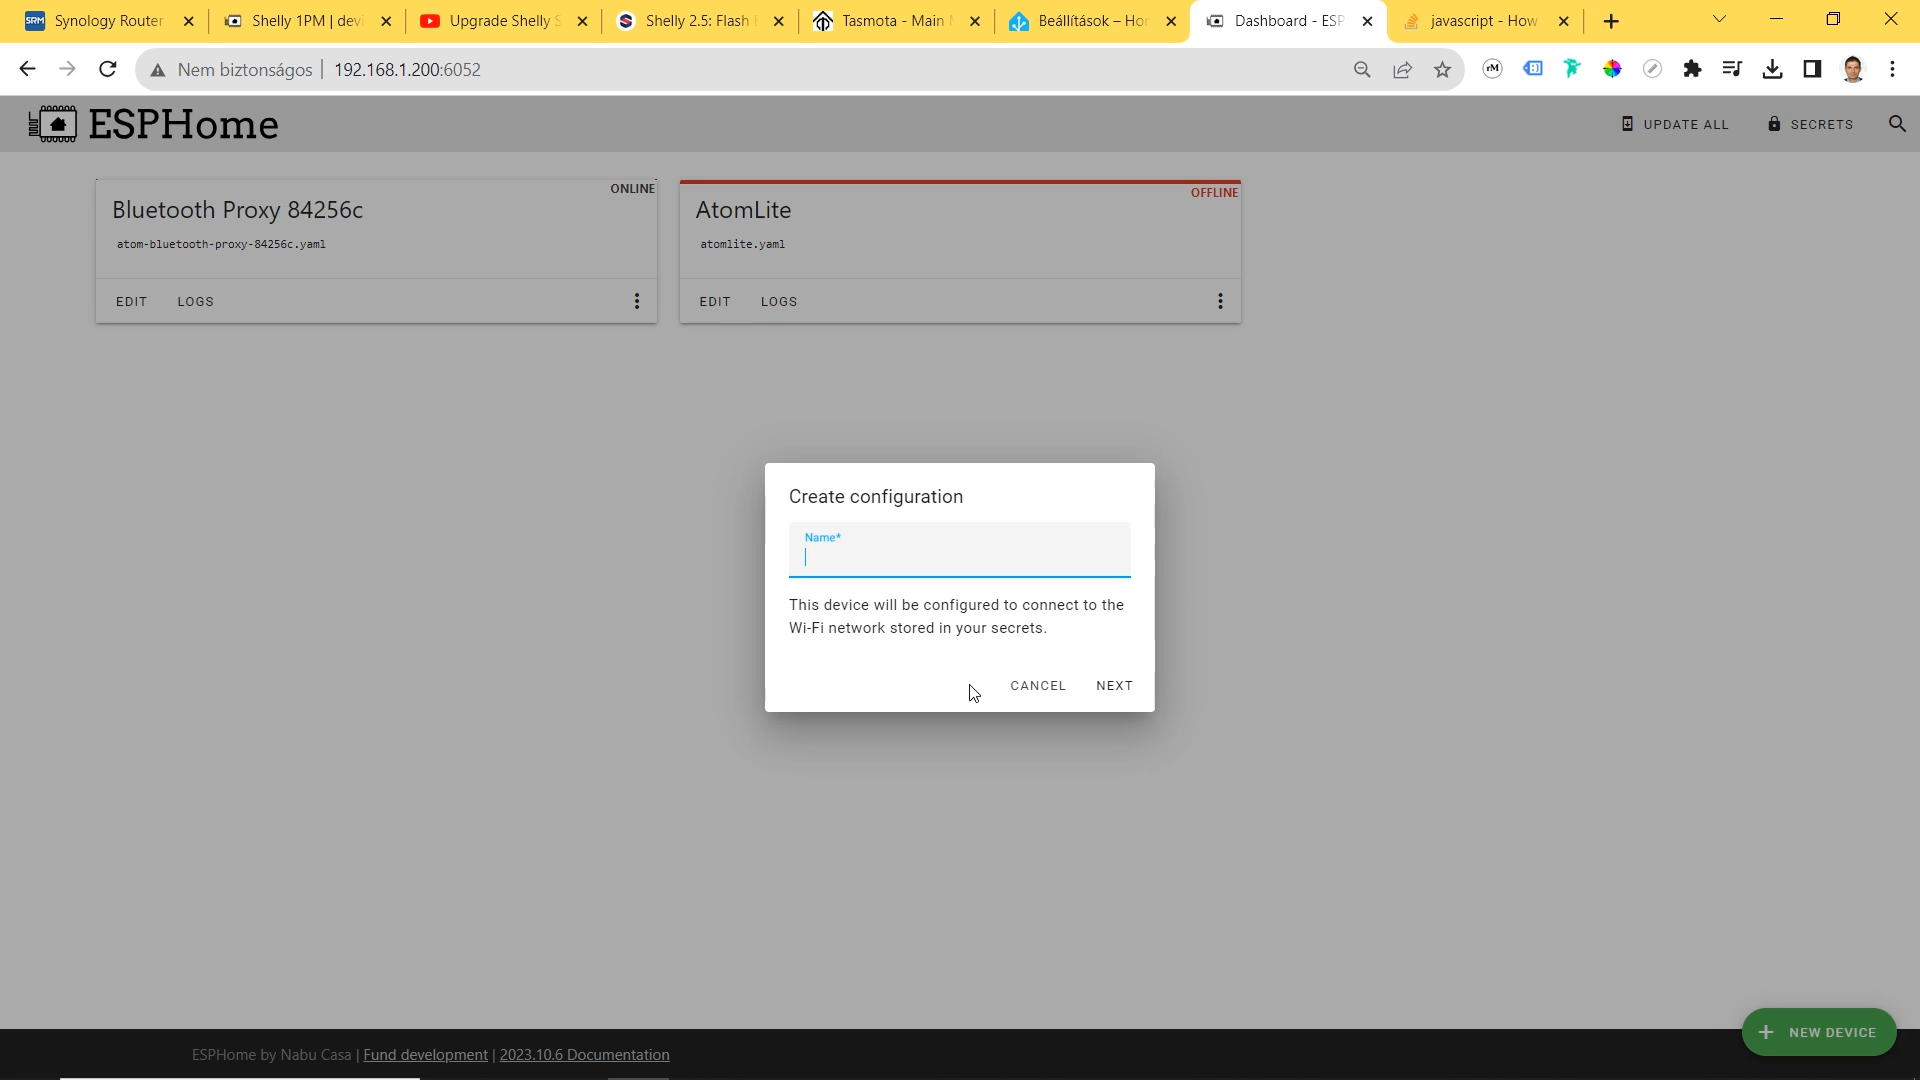 Synology Router
Shelly 1PM | devi
Upgrade Shelly S
Shelly 2.5: Flash E
Tasmota - Main
Beállítások – Hor
Dashboard - ESP
javascript - How
Nem biztonságos
192.168.1.200:6052
ESPHome
UPDATE ALL
SECRETS
ONLINE
Bluetooth Proxy 84256c
atom-bluetooth-proxy-84256c.yaml
EDIT
LOGS
OFFLINE
AtomLite
atomlite.yaml
EDIT
LOGS
Create configuration
Name*
This device will be configured to connect to the
Wi-Fi network stored in your secrets.
CANCEL
NEXT
NEW DEVICE
ESPHome by Nabu Casa | Fund development | 2023.10.6 Documentation